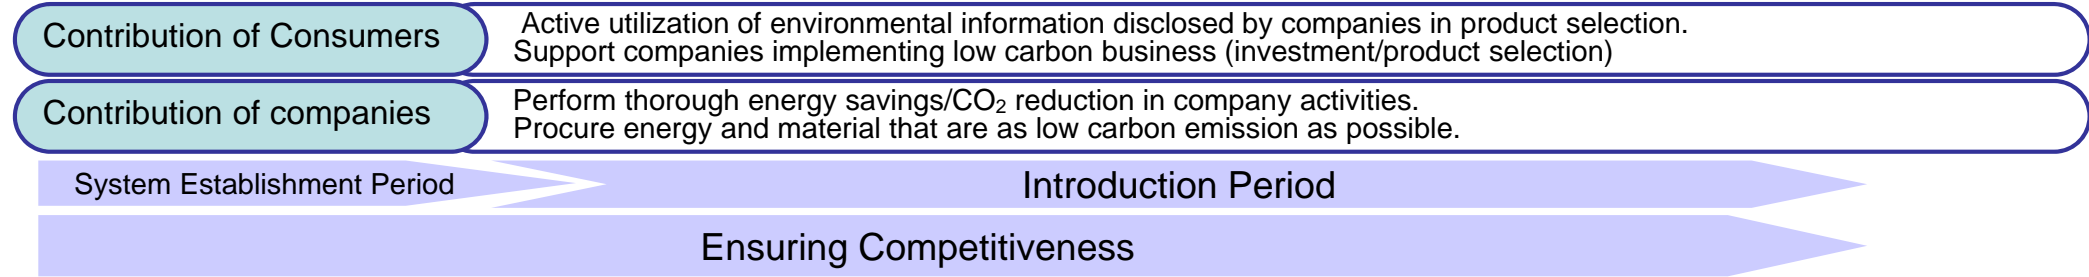 Contribution of Consumers
Active utilization of environmental information disclosed by companies in product selection.
Support companies implementing low carbon business (investment/product selection)
Contribution of companies
Perform thorough energy savings/CO₂ reduction in company activities.
Procure energy and material that are as low carbon emission as possible.
System Establishment Period
Introduction Period
Ensuring Competitiveness